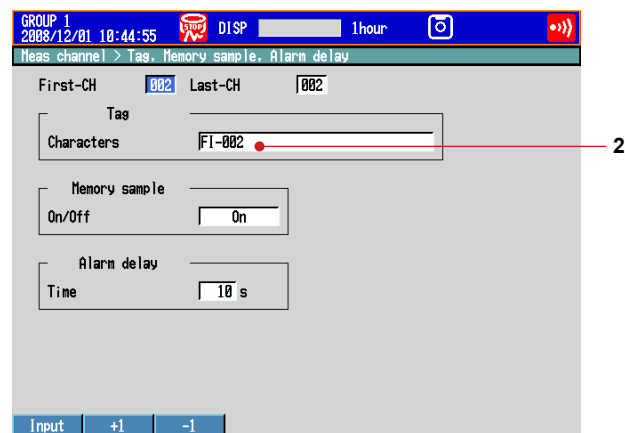 GROUP 1
2008/12/01 10:44:55 STOP DISP 1hour
Meas channel > Tag, Memory sample, Alarm delay
First-CH 002 Last-CH 002
Tag
Characters FI-002
2
Memory sample
On/Off On
Alarm delay
Time 10 s
Input +1 -1